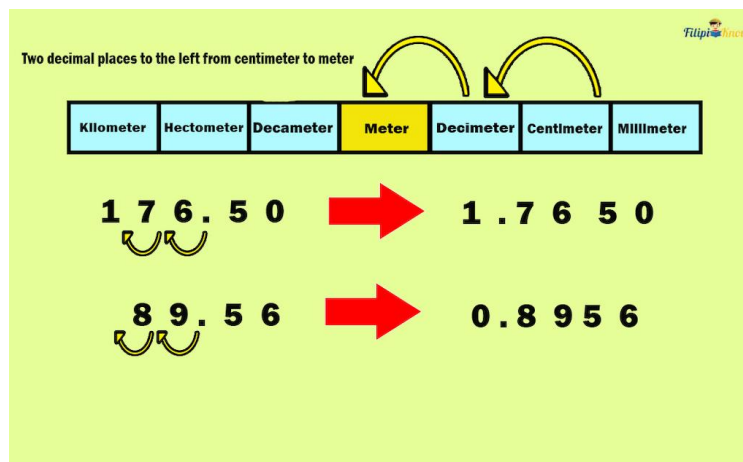 Filipiknow
Two decimal places to the left from centimeter to meter
Kilometer Hectometer Decameter Meter Decimeter Centimeter Millimeter
176.50 1.7650
89.56 0.8956